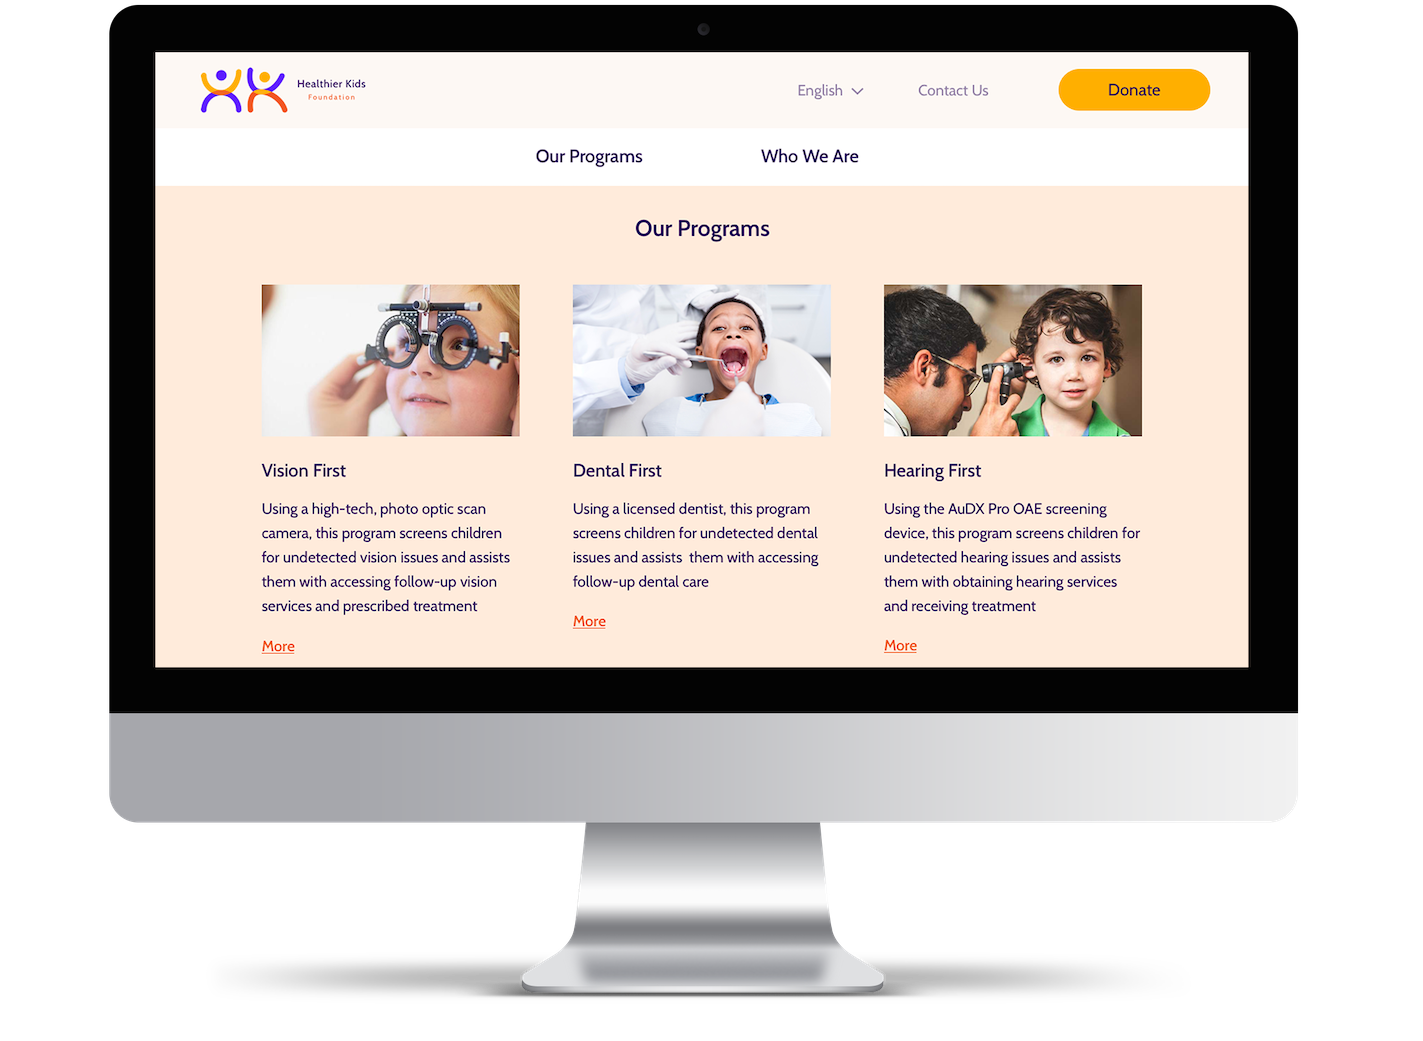 Healthier Kids
Foundation
English
Contact Us
Donate
Our Programs
Who We Are
Our Programs
Vision First
Using a high-tech, photo optic scan
camera, this program screens children
for undetected vision issues and assists
them with accessing follow-up vision
services and prescribed treatment
More
Dental First
Using a licensed dentist, this program
screens children for undetected dental
issues and assists  them with accessing
follow-up dental care
More
Hearing First
Using the AuDX Pro OAE screening
device, this program screens children for
undetected hearing issues and assists
them with obtaining hearing services
and receiving treatment
More